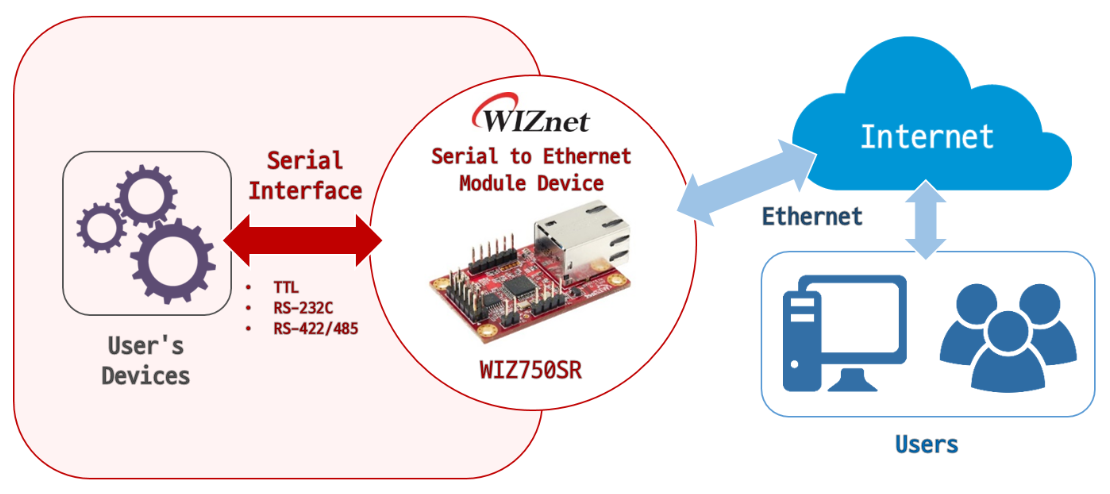 WIZnet
Serial to Ethernet
Module Device
Serial
Interface
• TTL
• RS-232C
• RS-422/485
User's
Devices
WIZ750SR
Internet
Ethernet
Users